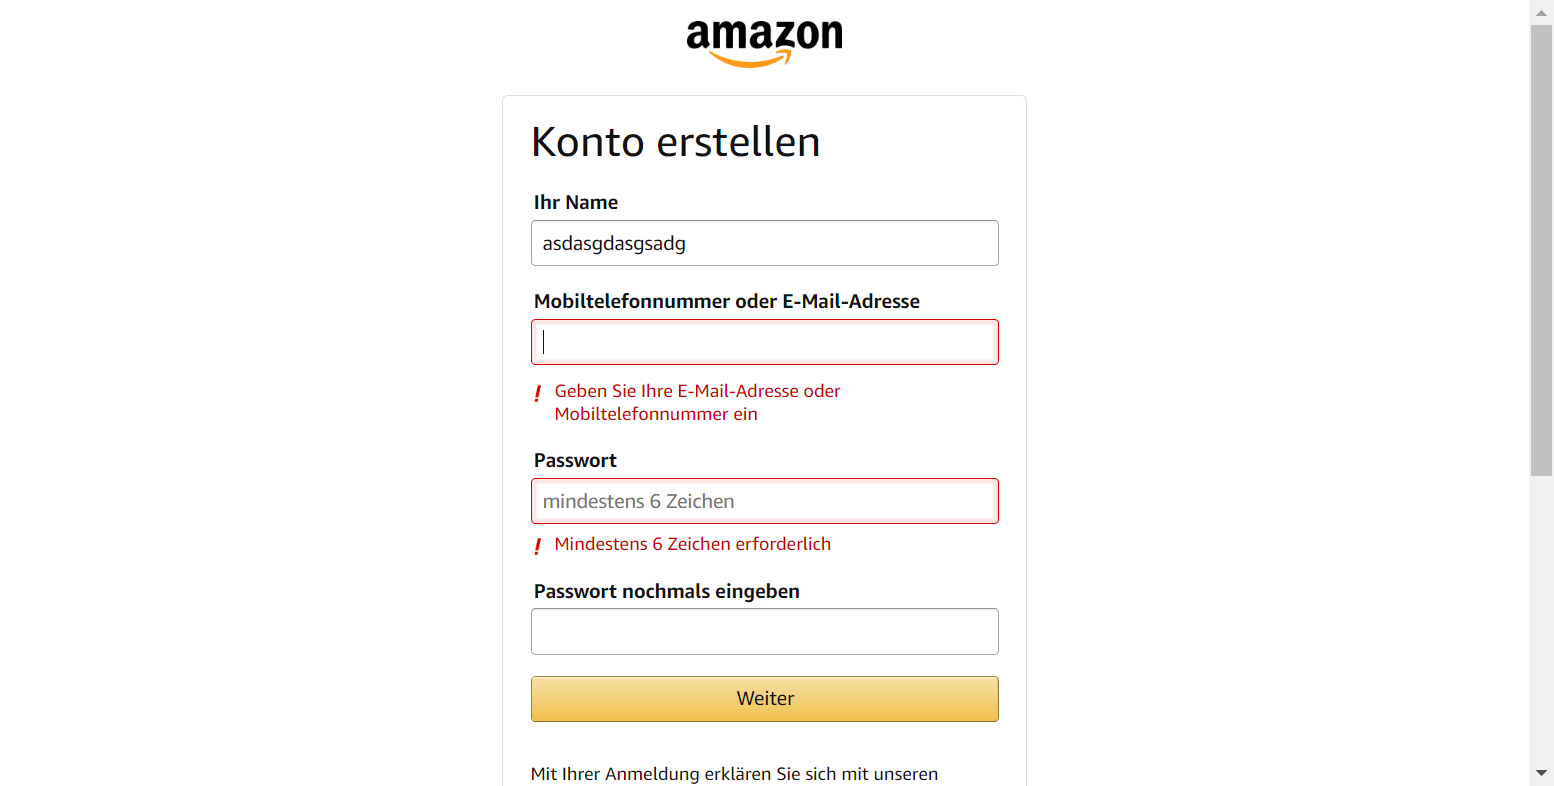 amazon
Konto erstellen
Ihr Name
asdasgdasgsadg
Mobiltelefonnummer oder E-Mail-Adresse
! Geben Sie Ihre E-Mail-Adresse oder
Mobiltelefonnummer ein
Passwort
mindestens 6 Zeichen
! Mindestens 6 Zeichen erforderlich
Passwort nochmals eingeben
Weiter
Mit Ihrer Anmeldung erklären Sie sich mit unseren